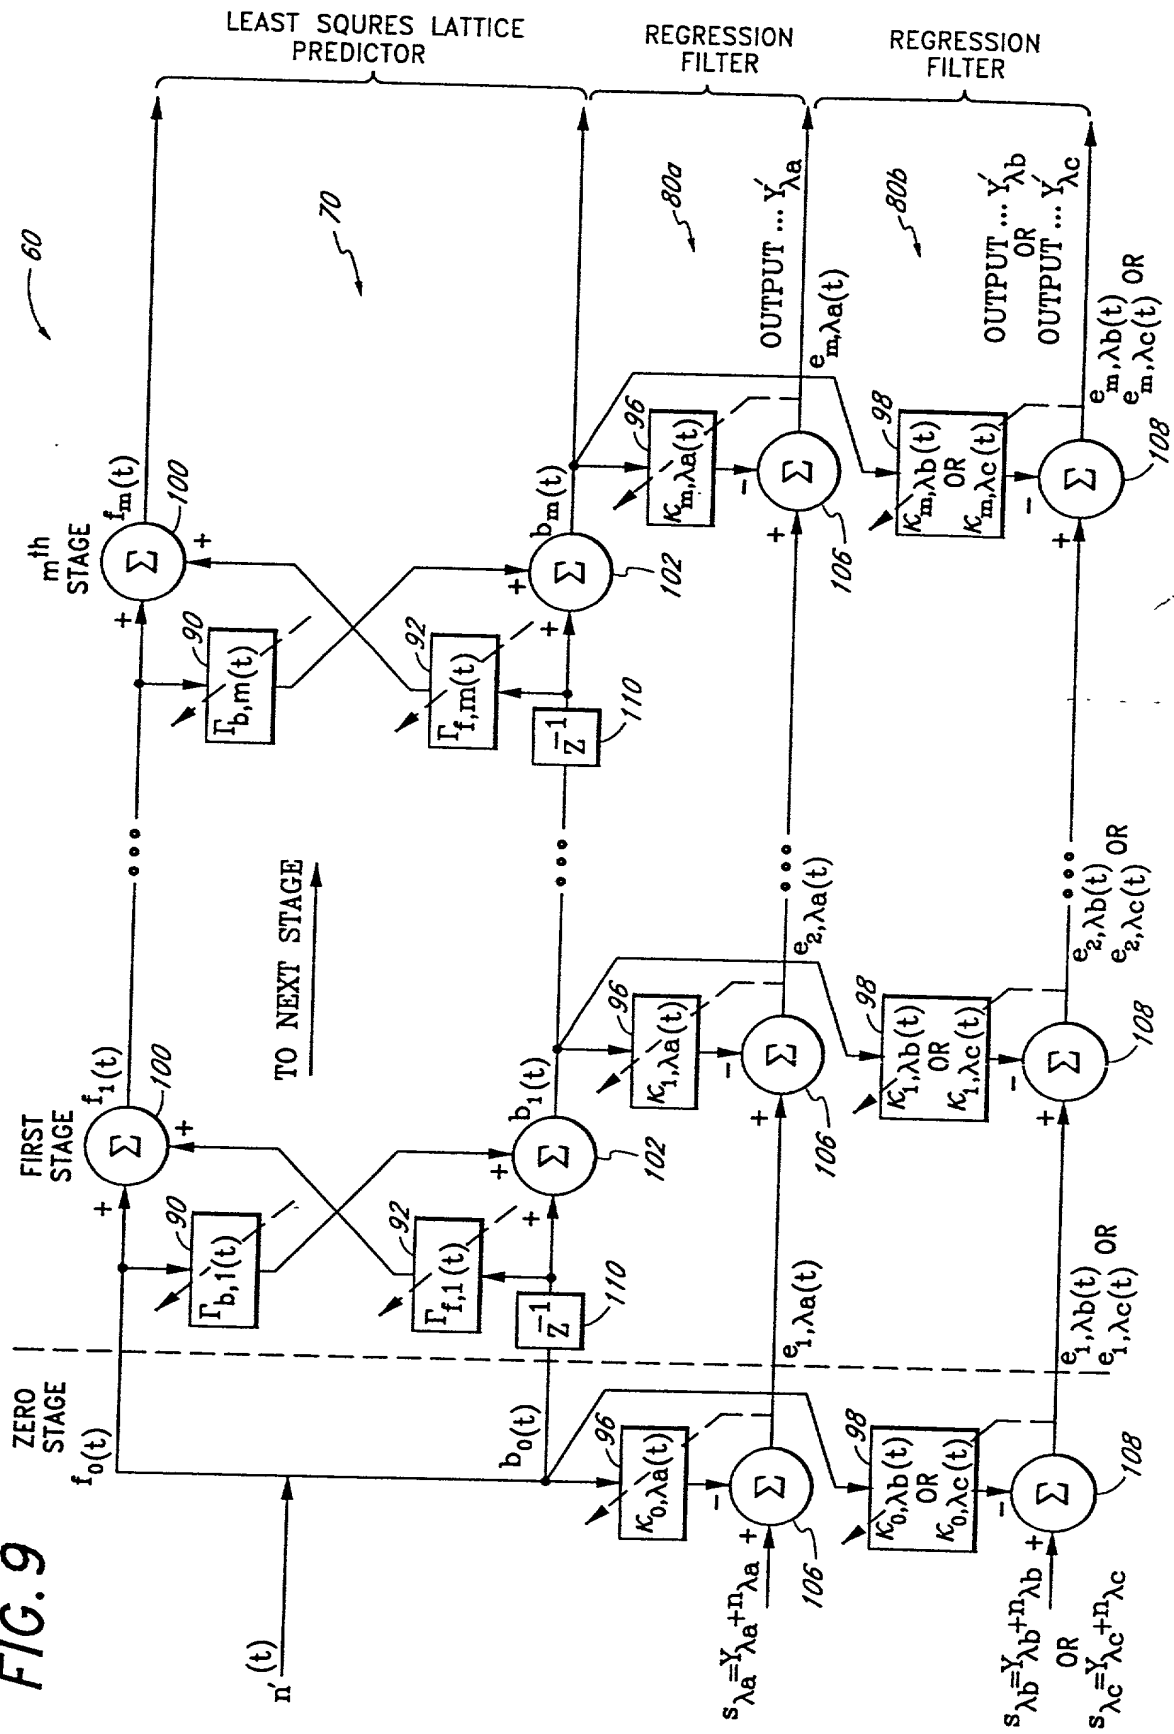 FIG. 9
60
LEAST SQURES LATTICE
PREDICTOR
REGRESSION
FILTER
REGRESSION
FILTER
70
80a
80b
ZERO
STAGE
FIRST
STAGE
mᵗʰ
STAGE
TO NEXT STAGE
n′(t)
f₀(t)
f₁(t)
fₘ(t)
100
100
90
Γb,1(t)
90
Γb,m(t)
92
Γf,1(t)
92
Γf,m(t)
Σ
Σ
b₀(t)
Z⁻¹
110
b₁(t)
Σ
102
Z⁻¹
110
bₘ(t)
Σ
102
96
κ0,λa(t)
96
κ1,λa(t)
96
κm,λa(t)
sλa=Yλa+nλa
Σ
106
e1,λa(t)
Σ
106
e2,λa(t)
Σ
106
em,λa(t)
OUTPUT ... Y′λa
98
κ0,λb(t)
OR
κ0,λc(t)
98
κ1,λb(t)
OR
κ1,λc(t)
98
κm,λb(t)
OR
κm,λc(t)
sλb=Yλb+nλb
OR
sλc=Yλc+nλc
Σ
108
e1,λb(t) OR
e1,λc(t)
Σ
108
e2,λb(t) OR
e2,λc(t)
Σ
108
em,λb(t) OR
em,λc(t)
OUTPUT ... Y′λb
OR
OUTPUT ... Y′λc